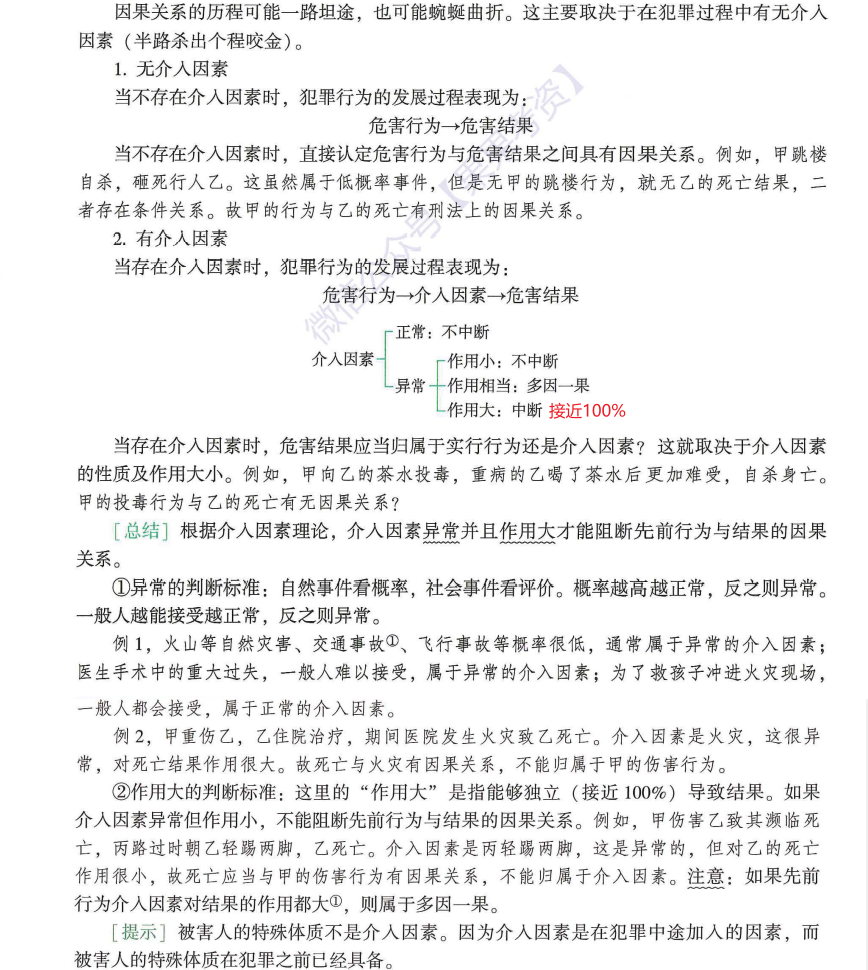 因果关系的历程可能一路坦途，也可能蜿蜒曲折。这主要取决于在犯罪过程中有无介入
因素（半路杀出个程咬金）。
1. 无介入因素
当不存在介入因素时，犯罪行为的发展过程表现为：
危害行为→危害结果
当不存在介入因素时，直接认定危害行为与危害结果之间具有因果关系。例如，甲跳楼
自杀，砸死行人乙。这虽然属于低概率事件，但是无甲的跳楼行为，就无乙的死亡结果，二
者存在条件关系。故甲的行为与乙的死亡有刑法上的因果关系。
2. 有介入因素
当存在介入因素时，犯罪行为的发展过程表现为：
危害行为→介入因素→危害结果
正常：不中断
介入因素
作用小：不中断
异常
作用相当：多因一果
作用大：中断 接近100%
当存在介入因素时，危害结果应当归属于实行行为还是介入因素？这就取决于介入因素
的性质及作用大小。例如，甲向乙的茶水投毒，重病的乙喝了茶水后更加难受，自杀身亡。
甲的投毒行为与乙的死亡有无因果关系？
［总结］根据介入因素理论，介入因素异常并且作用大才能阻断先前行为与结果的因果
关系。
①异常的判断标准：自然事件看概率，社会事件看评价。概率越高越正常，反之则异常。
一般人越能接受越正常，反之则异常。
例 1，火山等自然灾害、交通事故①、飞行事故等概率很低，通常属于异常的介入因素；
医生手术中的重大过失，一般人难以接受，属于异常的介入因素；为了救孩子冲进火灾现场，
一般人都会接受，属于正常的介入因素。
例 2，甲重伤乙，乙住院治疗，期间医院发生火灾致乙死亡。介入因素是火灾，这很异
常，对死亡结果作用很大。故死亡与火灾有因果关系，不能归属于甲的伤害行为。
②作用大的判断标准：这里的“作用大”是指能够独立（接近 100%）导致结果。如果
介入因素异常但作用小，不能阻断先前行为与结果的因果关系。例如，甲伤害乙致其濒临死
亡，丙路过时朝乙轻踢两脚，乙死亡。介入因素是丙轻踢两脚，这是异常的，但对乙的死亡
作用很小，故死亡应当与甲的伤害行为有因果关系，不能归属于介入因素。注意：如果先前
行为介入因素对结果的作用都大①，则属于多因一果。
［提示］被害人的特殊体质不是介入因素。因为介入因素是在犯罪中途加入的因素，而
被害人的特殊体质在犯罪之前已经具备。